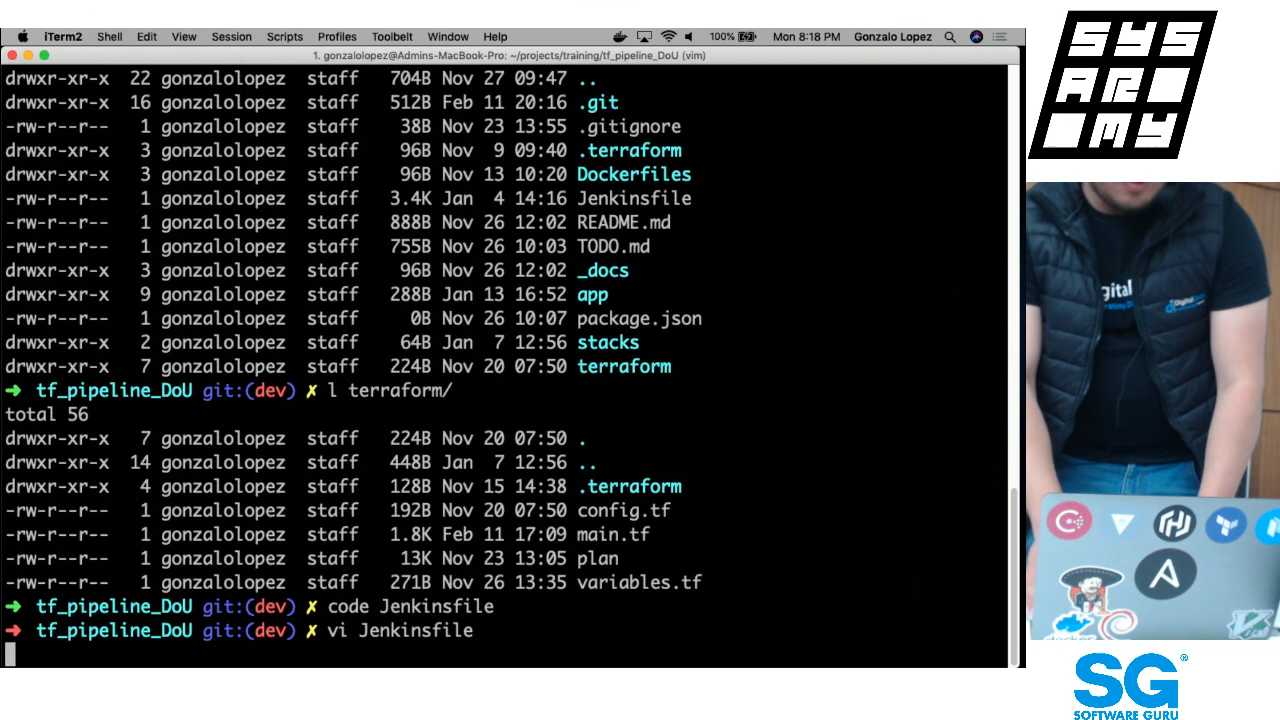 iTerm2 Shell Edit View Session Scripts Profiles Toolbelt Window Help 100% Mon 8:18 PM Gonzalo Lopez
1. gonzalolopez@Admins-MacBook-Pro: ~/projects/training/tf_pipeline_DoU (vim)
drwxr-xr-x 22 gonzalolopez staff 704B Nov 27 09:47 ..
drwxr-xr-x 16 gonzalolopez staff 512B Feb 11 20:16 .git
-rw-r--r-- 1 gonzalolopez staff 38B Nov 23 13:55 .gitignore
drwxr-xr-x 3 gonzalolopez staff 96B Nov 9 09:40 .terraform
drwxr-xr-x 3 gonzalolopez staff 96B Nov 13 10:20 Dockerfiles
-rw-r--r-- 1 gonzalolopez staff 3.4K Jan 4 14:16 Jenkinsfile
-rw-r--r-- 1 gonzalolopez staff 888B Nov 26 12:02 README.md
-rw-r--r-- 1 gonzalolopez staff 755B Nov 26 10:03 TODO.md
drwxr-xr-x 3 gonzalolopez staff 96B Nov 26 12:02 _docs
drwxr-xr-x 9 gonzalolopez staff 288B Jan 13 16:52 app
-rw-r--r-- 1 gonzalolopez staff 0B Nov 26 10:07 package.json
drwxr-xr-x 2 gonzalolopez staff 64B Jan 7 12:56 stacks
drwxr-xr-x 7 gonzalolopez staff 224B Nov 20 07:50 terraform
➜ tf_pipeline_DoU git:(dev) ✗ l terraform/
total 56
drwxr-xr-x 7 gonzalolopez staff 224B Nov 20 07:50 .
drwxr-xr-x 14 gonzalolopez staff 448B Jan 7 12:56 ..
drwxr-xr-x 4 gonzalolopez staff 128B Nov 15 14:38 .terraform
-rw-r--r-- 1 gonzalolopez staff 192B Nov 20 07:50 config.tf
-rw-r--r-- 1 gonzalolopez staff 1.8K Feb 11 17:09 main.tf
-rw-r--r-- 1 gonzalolopez staff 13K Nov 23 13:05 plan
-rw-r--r-- 1 gonzalolopez staff 271B Nov 26 13:35 variables.tf
➜ tf_pipeline_DoU git:(dev) ✗ code Jenkinsfile
➜ tf_pipeline_DoU git:(dev) ✗ vi Jenkinsfile
SYS
AR
MY
gital
Digital
docker
SG®
SOFTWARE GURU